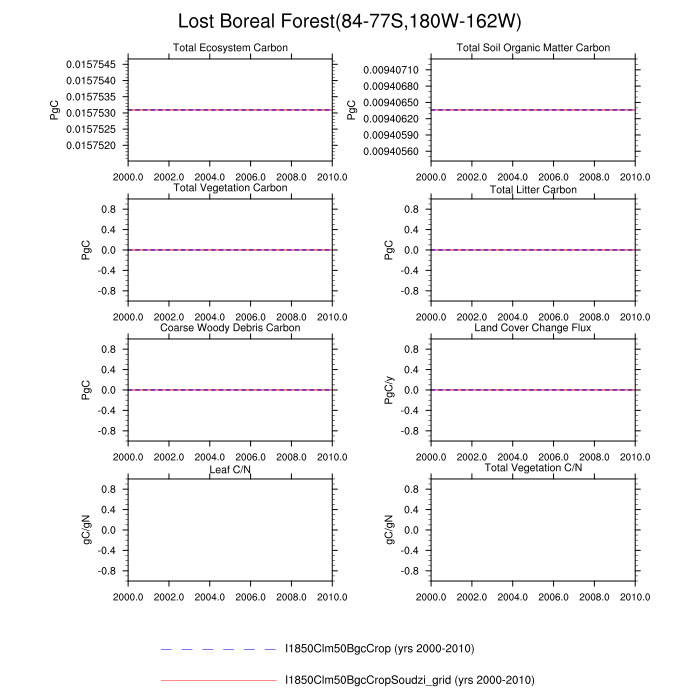 Lost Boreal Forest(84-77S,180W-162W)
Total Ecosystem Carbon
PgC
0.0157545
0.0157540
0.0157535
0.0157530
0.0157525
0.0157520
2000.0 2002.0 2004.0 2006.0 2008.0 2010.0
Total Soil Organic Matter Carbon
PgC
0.00940710
0.00940680
0.00940650
0.00940620
0.00940590
0.00940560
2000.0 2002.0 2004.0 2006.0 2008.0 2010.0
Total Vegetation Carbon
PgC
0.8
0.4
0.0
-0.4
-0.8
2000.0 2002.0 2004.0 2006.0 2008.0 2010.0
Total Litter Carbon
PgC
0.8
0.4
0.0
-0.4
-0.8
2000.0 2002.0 2004.0 2006.0 2008.0 2010.0
Coarse Woody Debris Carbon
PgC
0.8
0.4
0.0
-0.4
-0.8
2000.0 2002.0 2004.0 2006.0 2008.0 2010.0
Land Cover Change Flux
PgC/y
0.8
0.4
0.0
-0.4
-0.8
2000.0 2002.0 2004.0 2006.0 2008.0 2010.0
Leaf C/N
gC/gN
0.8
0.4
0.0
-0.4
-0.8
2000.0 2002.0 2004.0 2006.0 2008.0 2010.0
Total Vegetation C/N
gC/gN
0.8
0.4
0.0
-0.4
-0.8
2000.0 2002.0 2004.0 2006.0 2008.0 2010.0
I1850Clm50BgcCrop (yrs 2000-2010)
I1850Clm50BgcCropSoudzi_grid (yrs 2000-2010)